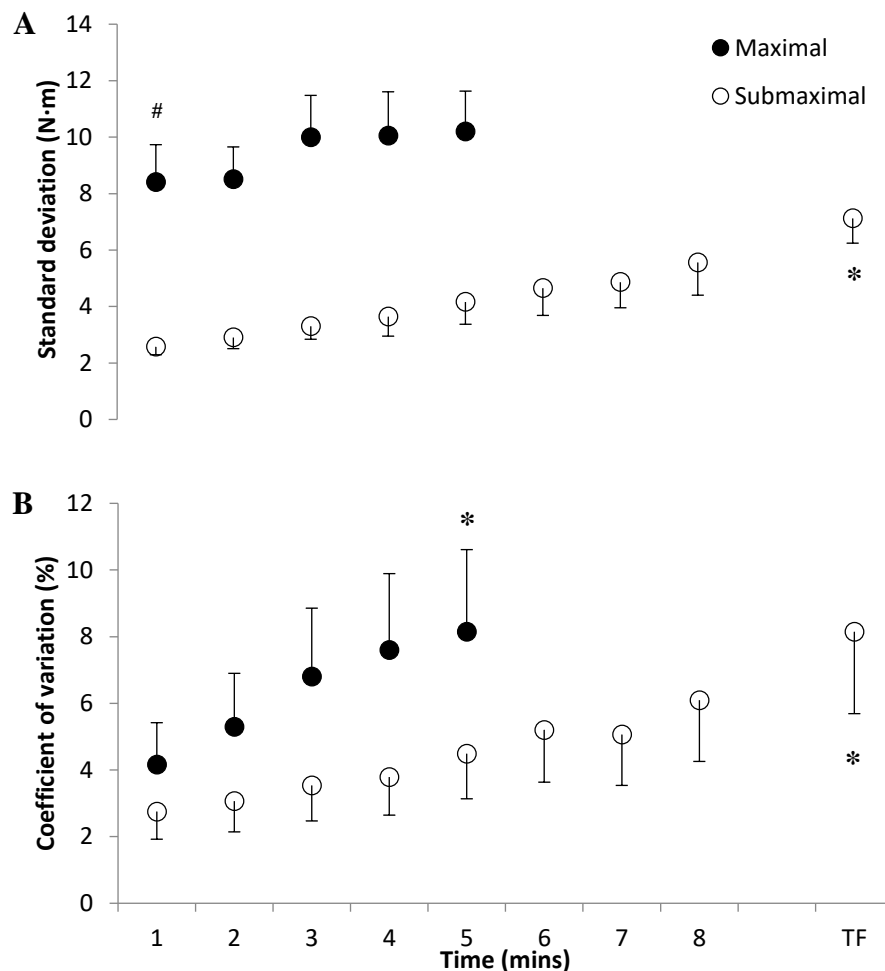 A
Standard deviation (N·m)
14
12
10
8
6
4
2
0
#
*
Maximal
Submaximal
B
Coefficient of variation (%)
12
10
8
6
4
2
0
*
*
1 2 3 4 5 6 7 8 TF
Time (mins)